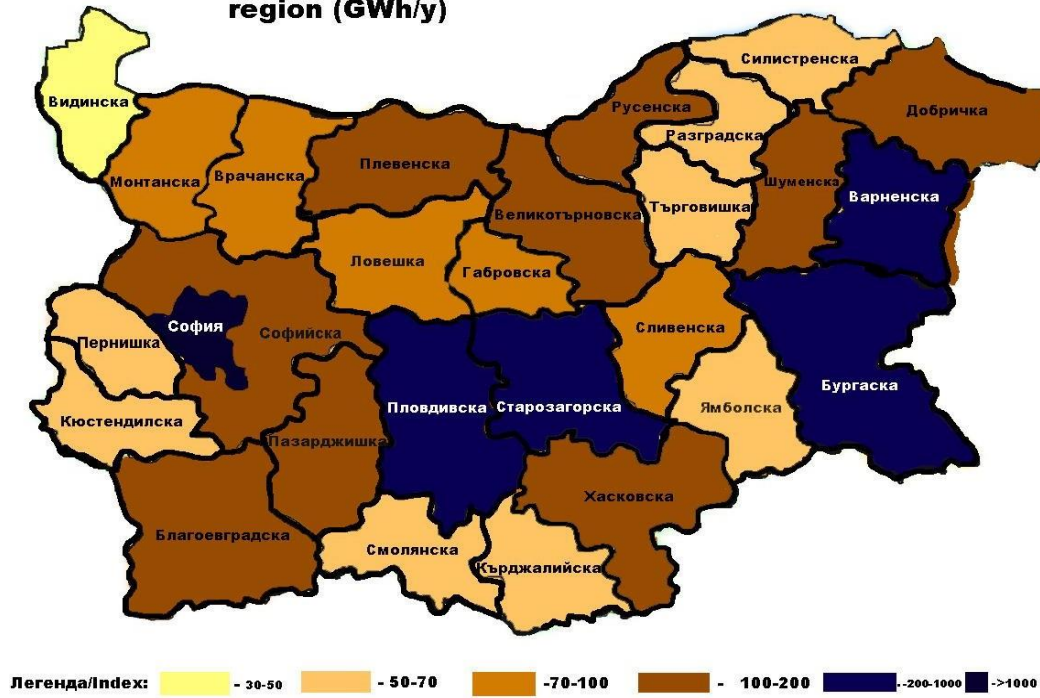 region (GWh/y)
Силистренска
Видинска
Русенска
Добричка
Разградска
Плевенска
Монтанска
Врачанска
Шуменска
Варненска
Търговишка
Великотърновска
Ловешка
Габровска
София
Софийска
Сливенска
Пернишка
Бургаска
Пловдивска
Старозагорска
Ямболска
Кюстендилска
Пазарджишка
Хасковска
Благоевградска
Смолянска
Кърджалийска
Легенда/Index: - 30-50 - 50-70 -70-100 - 100-200 --200-1000 ->1000